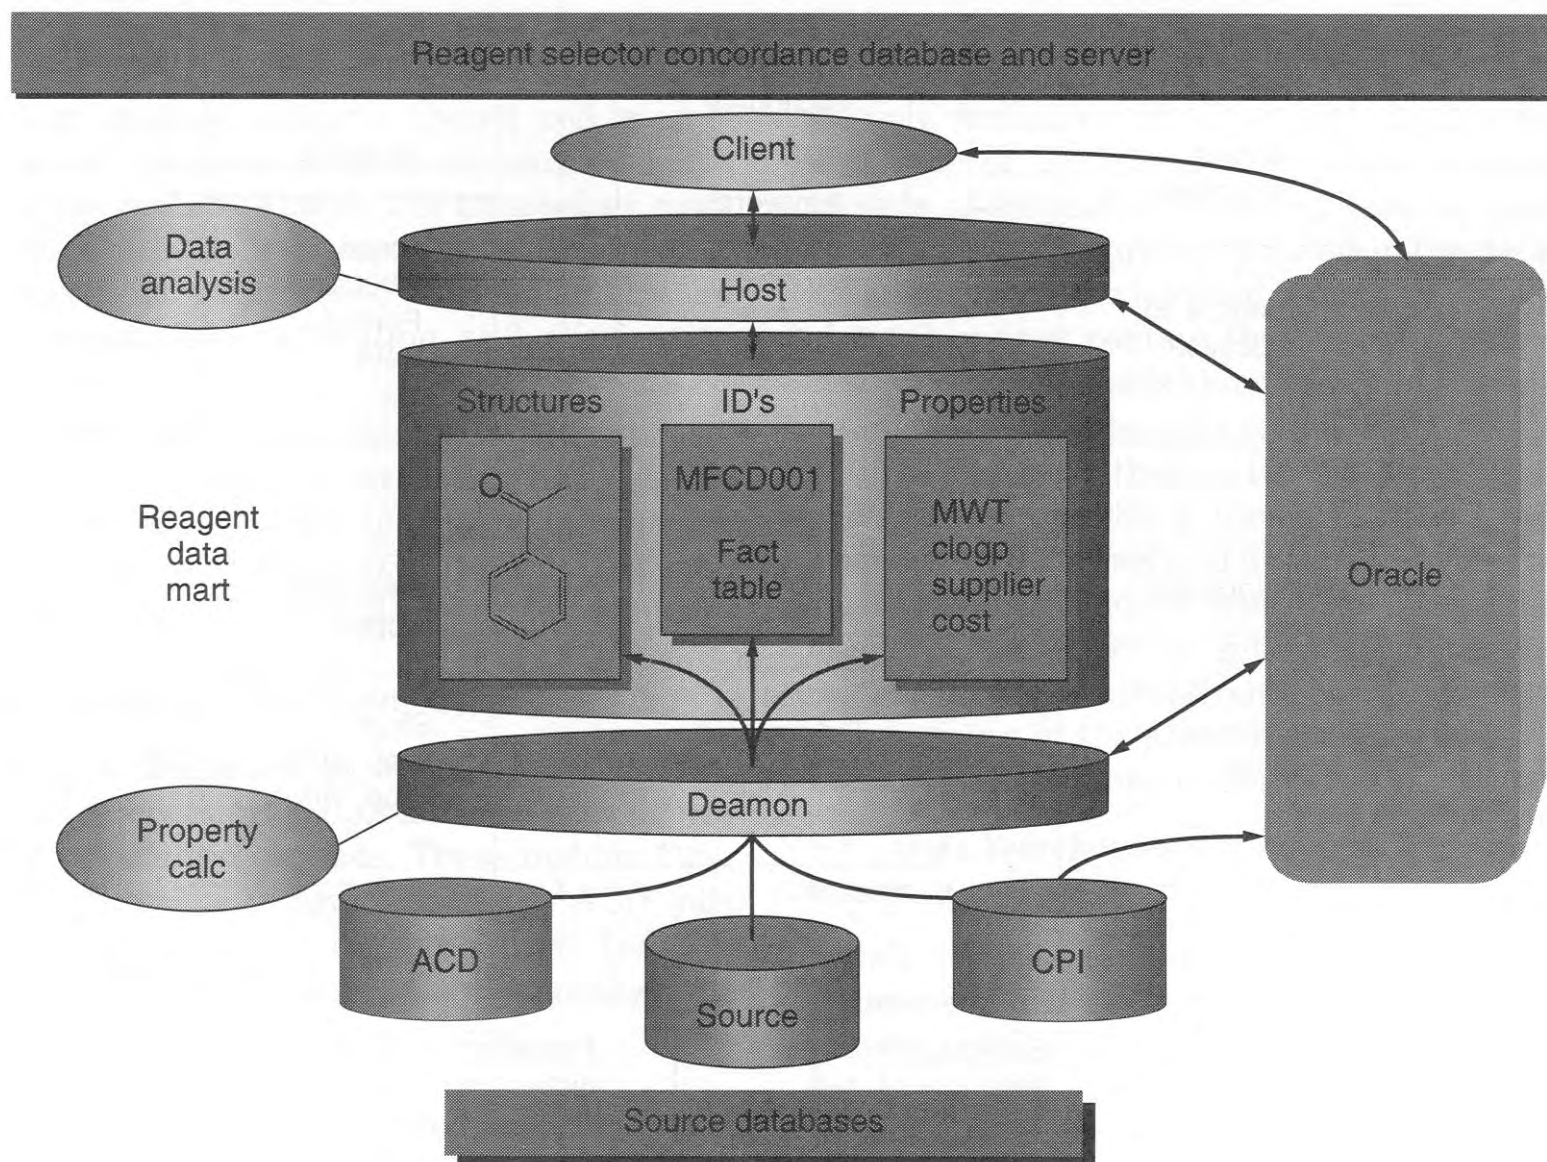 Reagent selector concordance database and server
Client
Data
analysis
Host
Structures
ID's
Properties
O
MFCD001
Fact
table
MWT
clogp
supplier
cost
Reagent
data
mart
Oracle
Deamon
Property
calc
ACD
Source
CPI
Source databases